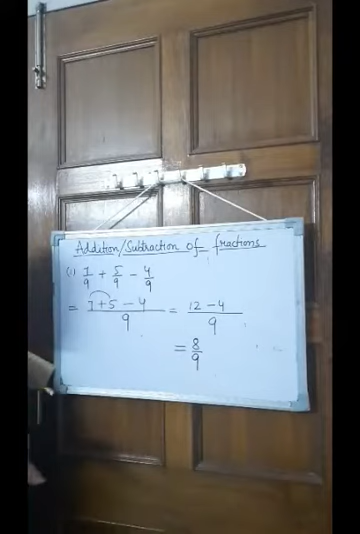 Addition/Subtraction of fractions
(i) 7/9 + 5/9 - 4/9
= 7+5-4/9 = 12-4/9
= 8/9